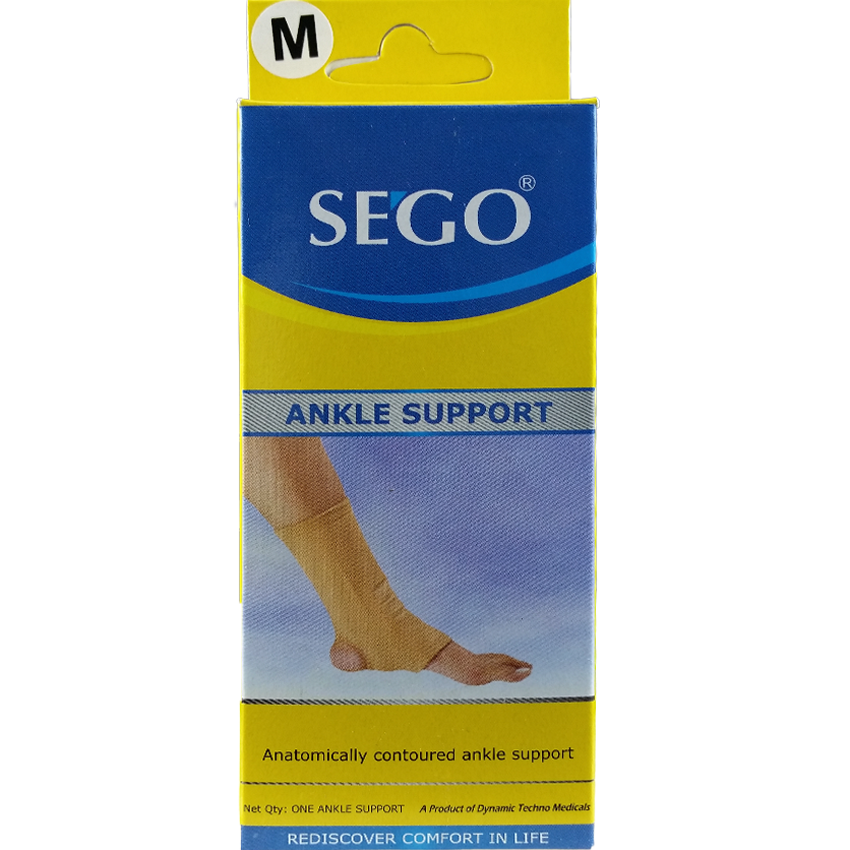 M
SEGO®
ANKLE SUPPORT
Anatomically contoured ankle support
Net Qty: ONE ANKLE SUPPORT A Product of Dynamic Techno Medicals
REDISCOVER COMFORT IN LIFE